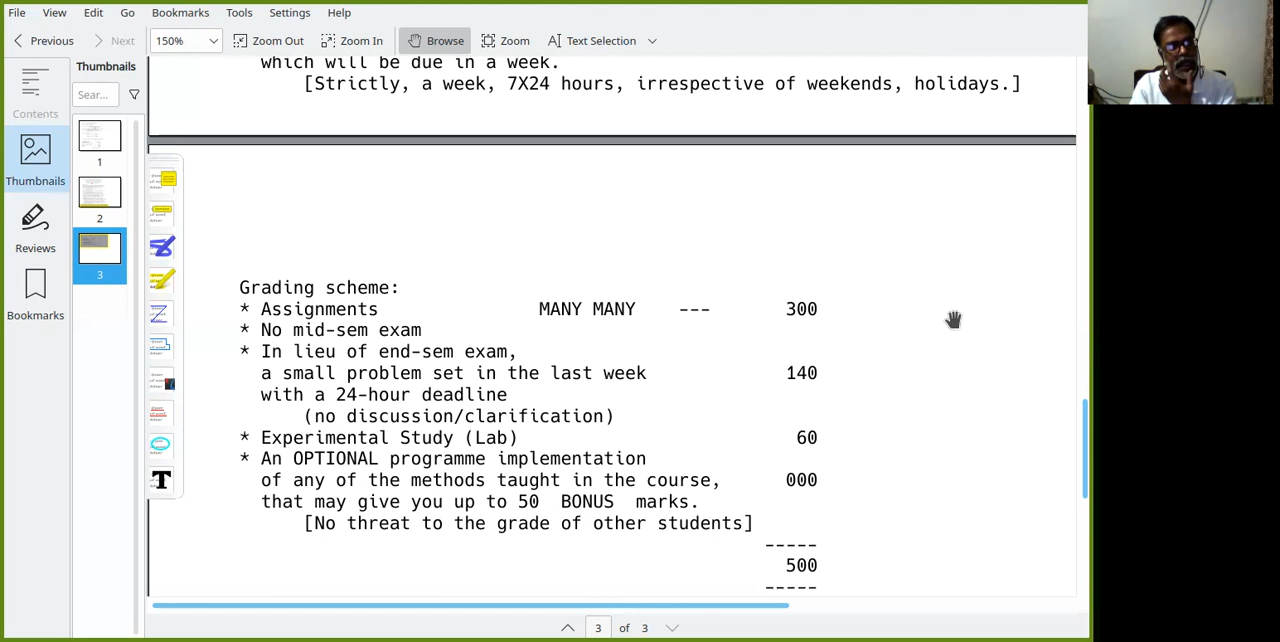 File View Edit Go Bookmarks Tools Settings Help
Previous Next 150% Zoom Out Zoom In Browse Zoom Text Selection
Thumbnails
Sear...
Contents
Thumbnails
Reviews
Bookmarks
1
2
3
which will be due in a week.
[Strictly, a week, 7X24 hours, irrespective of weekends, holidays.]
Grading scheme:
* Assignments MANY MANY --- 300
* No mid-sem exam
* In lieu of end-sem exam,
a small problem set in the last week 140
with a 24-hour deadline
(no discussion/clarification)
* Experimental Study (Lab) 60
* An OPTIONAL programme implementation
of any of the methods taught in the course, 000
that may give you up to 50 BONUS marks.
[No threat to the grade of other students]
-----
500
-----
3 of 3